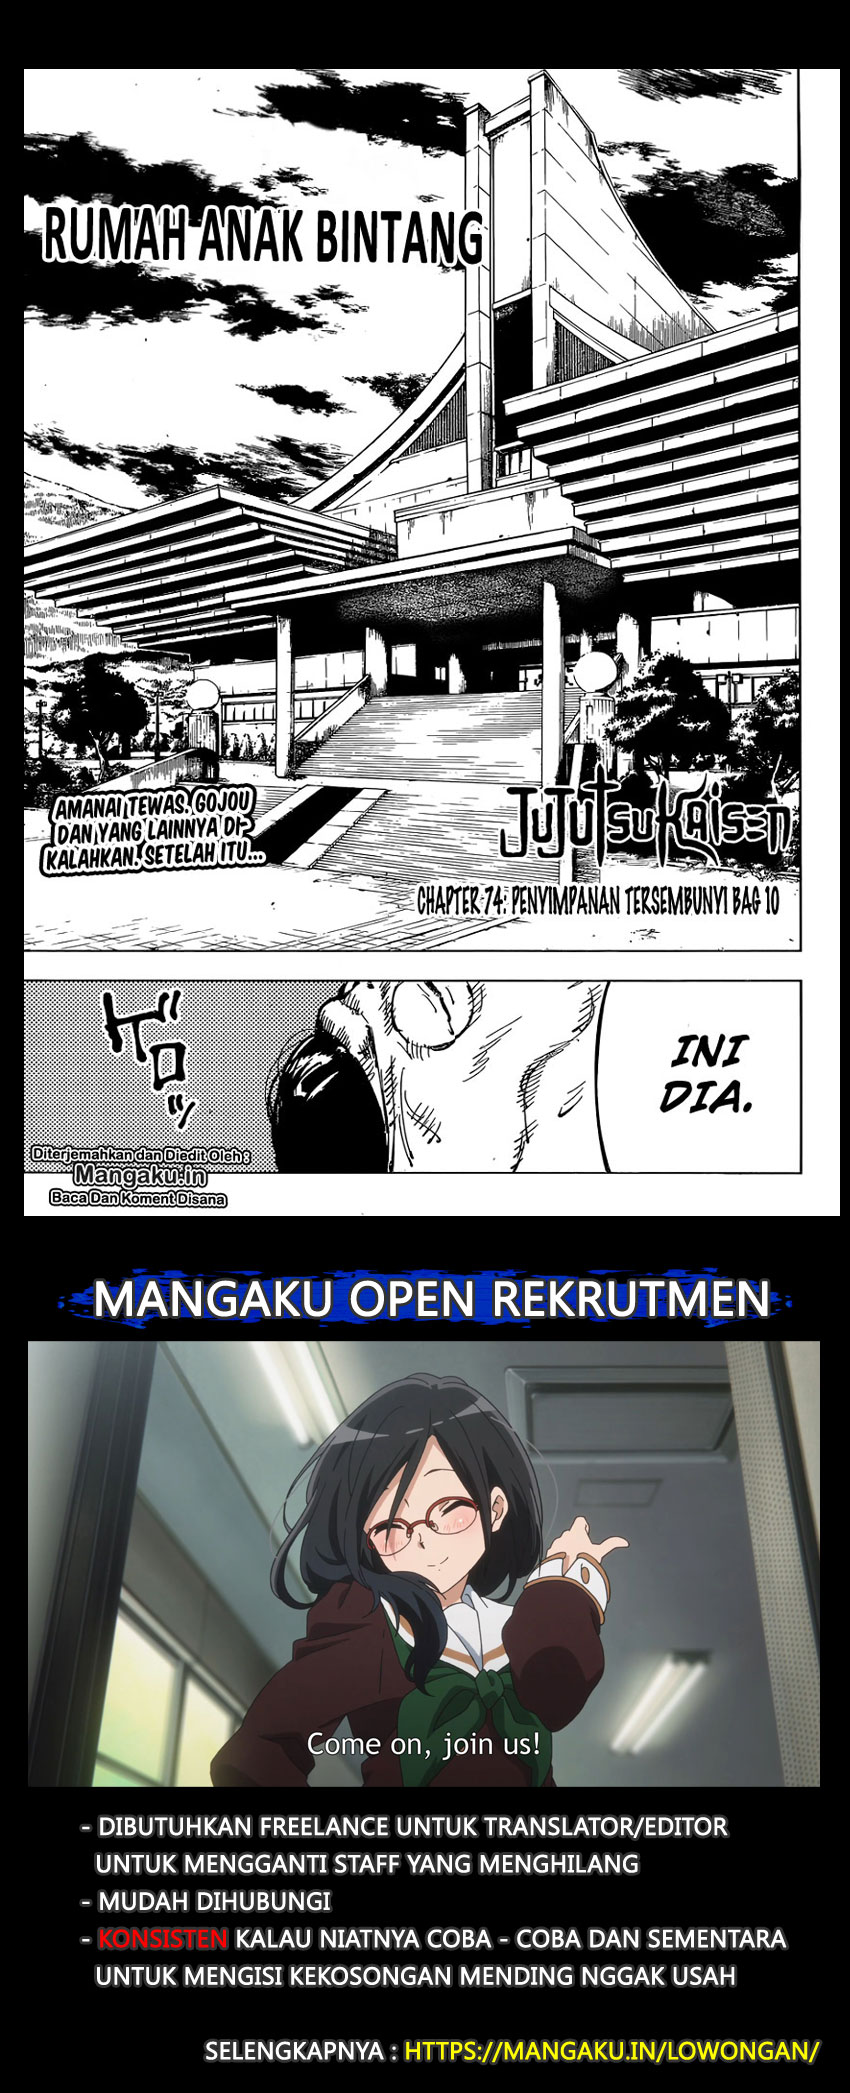 RUMAH ANAK BINTANG
AMANAI TEWAS. GOJOU
DAN YANG LAINNYA DI-
KALAHKAN. SETELAH ITU...
JUJUTSU KAISEN
CHAPTER 74: PENYIMPANAN TERSEMBUNYI BAG 10
ゲロッ
INI
DIA.
Diterjemahkan dan Diedit Oleh :
Mangaku.in
Baca Dan Koment Disana
MANGAKU OPEN REKRUTMEN
Come on, join us!
- DIBUTUHKAN FREELANCE UNTUK TRANSLATOR/EDITOR
UNTUK MENGGANTI STAFF YANG MENGHILANG
- MUDAH DIHUBUNGI
- KONSISTEN KALAU NIATNYA COBA - COBA DAN SEMENTARA
UNTUK MENGISI KEKOSONGAN MENDING NGGAK USAH
SELENGKAPNYA : HTTPS://MANGAKU.IN/LOWONGAN/